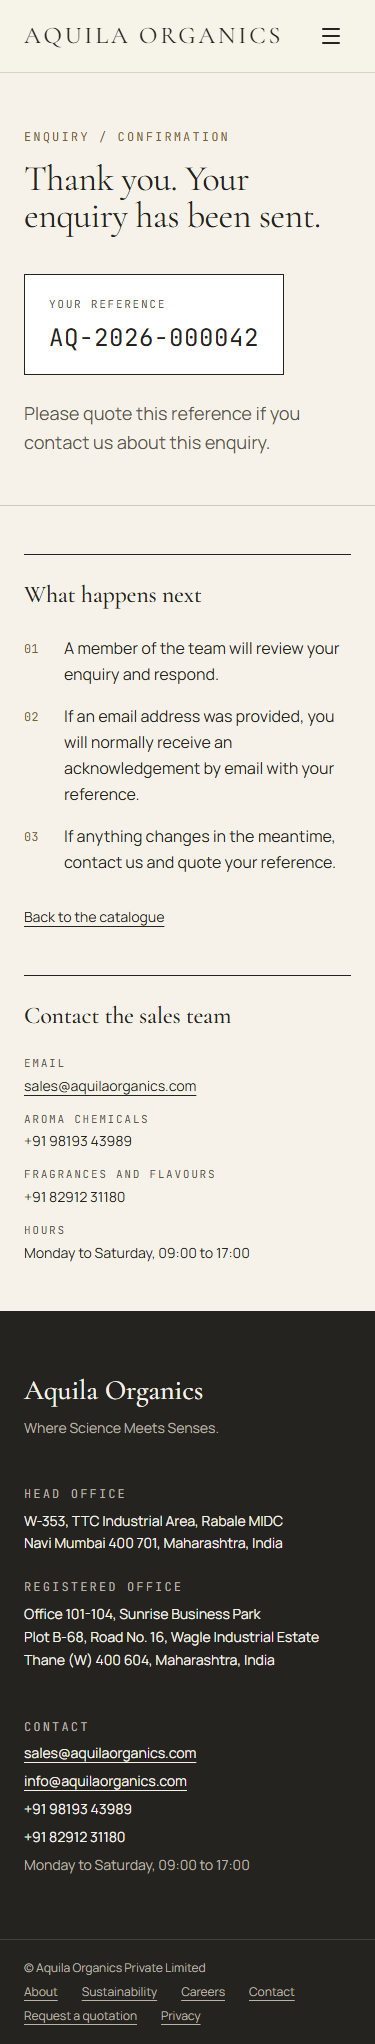 AQUILA ORGANICS
ENQUIRY / CONFIRMATION
Thank you. Your
enquiry has been sent.
YOUR REFERENCE
AQ-2026-000042
Please quote this reference if you
contact us about this enquiry.
What happens next
01 A member of the team will review your
enquiry and respond.
02 If an email address was provided, you
will normally receive an
acknowledgement by email with your
reference.
03 If anything changes in the meantime,
contact us and quote your reference.
Back to the catalogue
Contact the sales team
EMAIL
sales@aquilaorganics.com
AROMA CHEMICALS
+91 98193 43989
FRAGRANCES AND FLAVOURS
+91 82912 31180
HOURS
Monday to Saturday, 09:00 to 17:00
Aquila Organics
Where Science Meets Senses.
HEAD OFFICE
W-353, TTC Industrial Area, Rabale MIDC
Navi Mumbai 400 701, Maharashtra, India
REGISTERED OFFICE
Office 101-104, Sunrise Business Park
Plot B-68, Road No. 16, Wagle Industrial Estate
Thane (W) 400 604, Maharashtra, India
CONTACT
sales@aquilaorganics.com
info@aquilaorganics.com
+91 98193 43989
+91 82912 31180
Monday to Saturday, 09:00 to 17:00
© Aquila Organics Private Limited
About Sustainability Careers Contact
Request a quotation Privacy